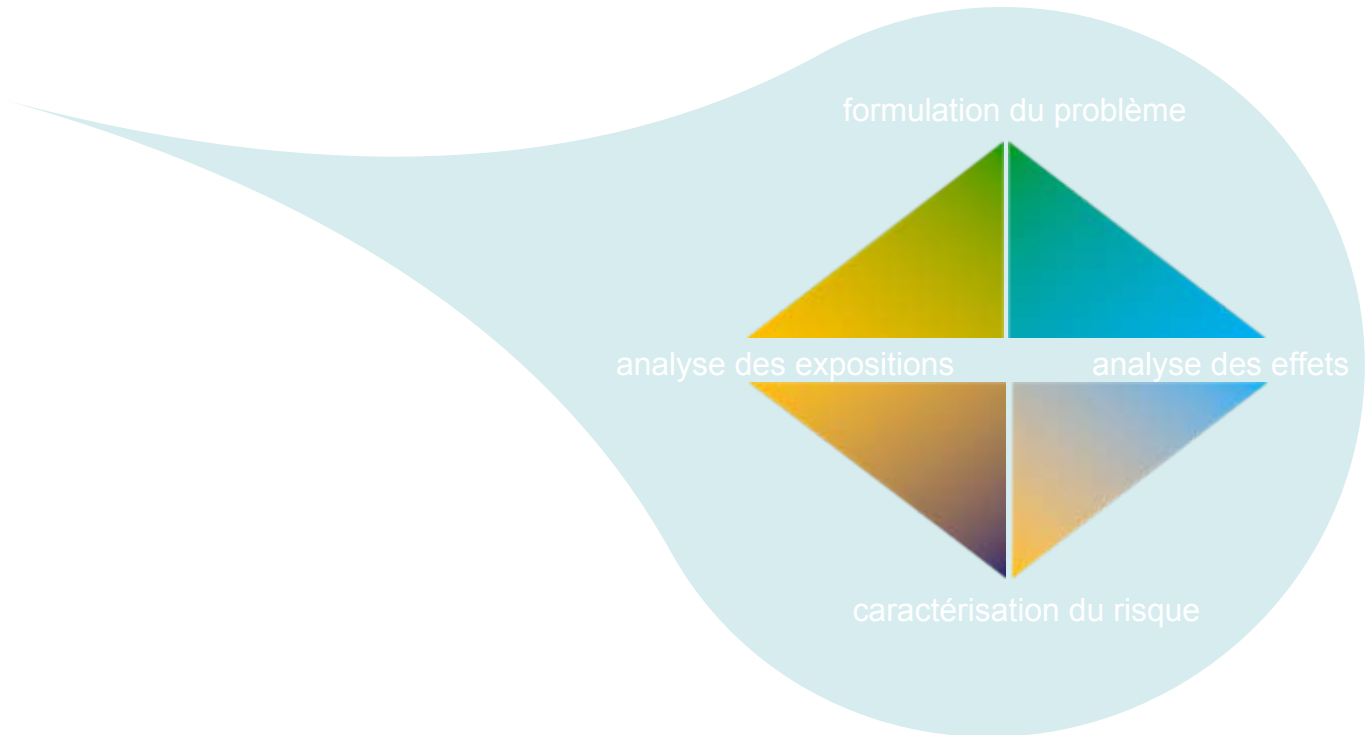 formulation du problème
analyse des expositions
analyse des effets
caractérisation du risque